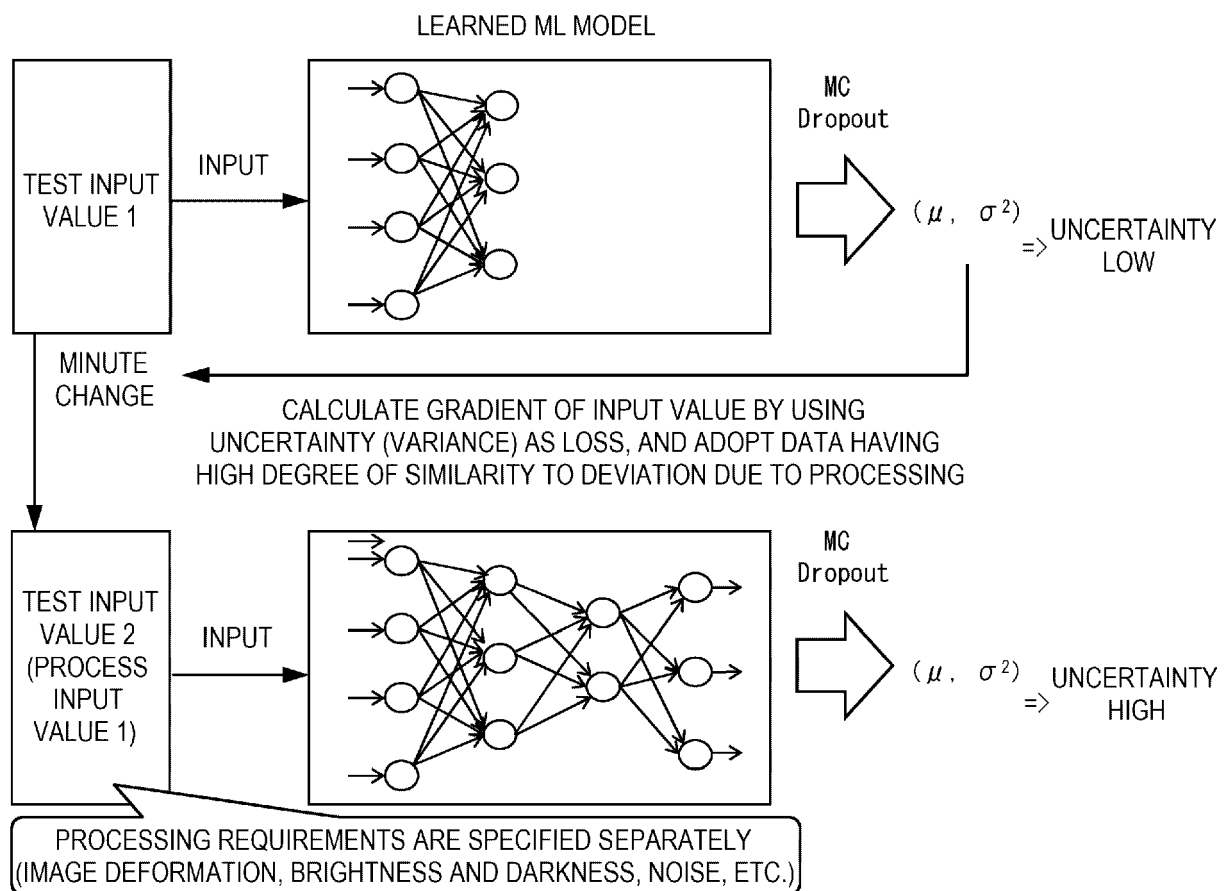 LEARNED ML MODEL
TEST INPUT
VALUE 1
INPUT
MC
Dropout
(μ, σ²)
=> UNCERTAINTY
LOW
MINUTE
CHANGE
CALCULATE GRADIENT OF INPUT VALUE BY USING
UNCERTAINTY (VARIANCE) AS LOSS, AND ADOPT DATA HAVING
HIGH DEGREE OF SIMILARITY TO DEVIATION DUE TO PROCESSING
TEST INPUT
VALUE 2
(PROCESS
INPUT
VALUE 1)
INPUT
MC
Dropout
(μ, σ²)
=> UNCERTAINTY
HIGH
PROCESSING REQUIREMENTS ARE SPECIFIED SEPARATELY
(IMAGE DEFORMATION, BRIGHTNESS AND DARKNESS, NOISE, ETC.)